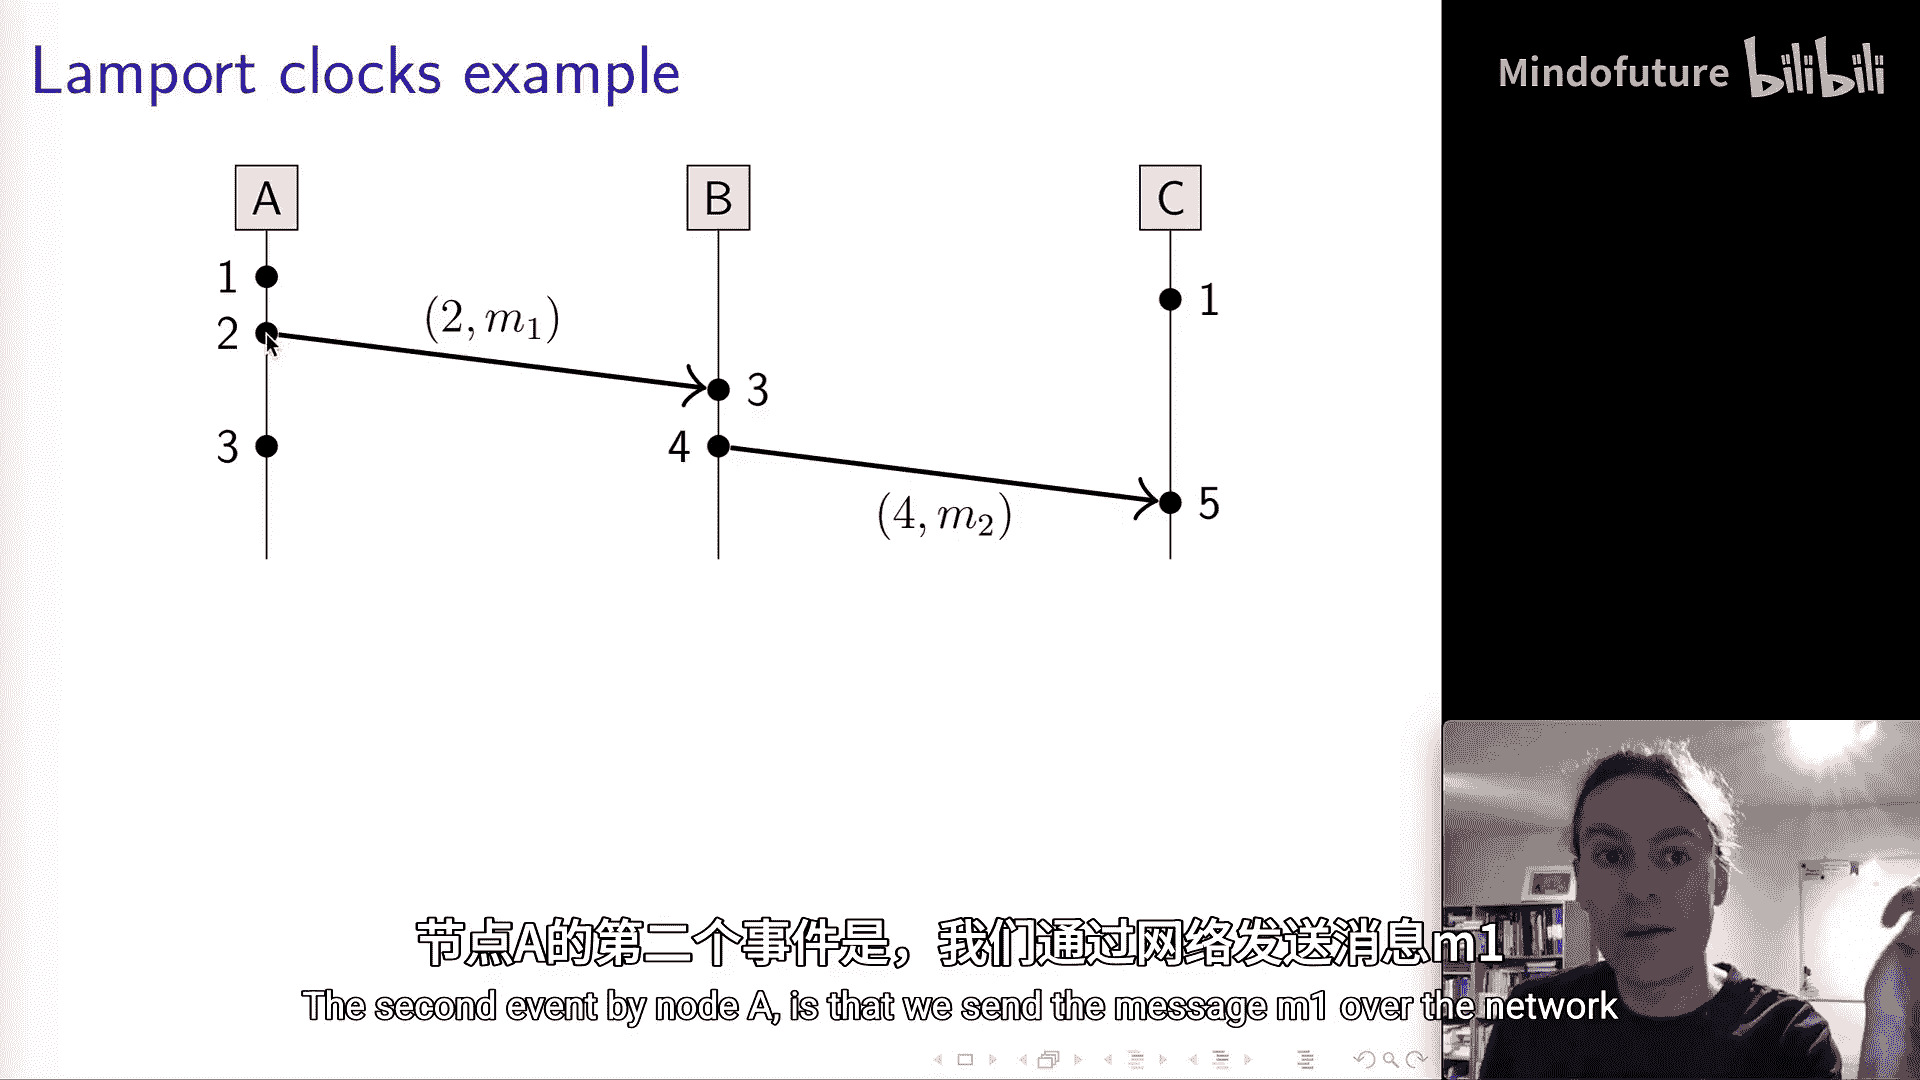 Lamport clocks example
Mindofuture bilibili
A
B
C
1
1
(2, m₁)
2
3
3
4
(4, m₂)
5
节点A的第二个事件是，我们通过网络发送消息m1
The second event by node A, is that we send the message m1 over the network